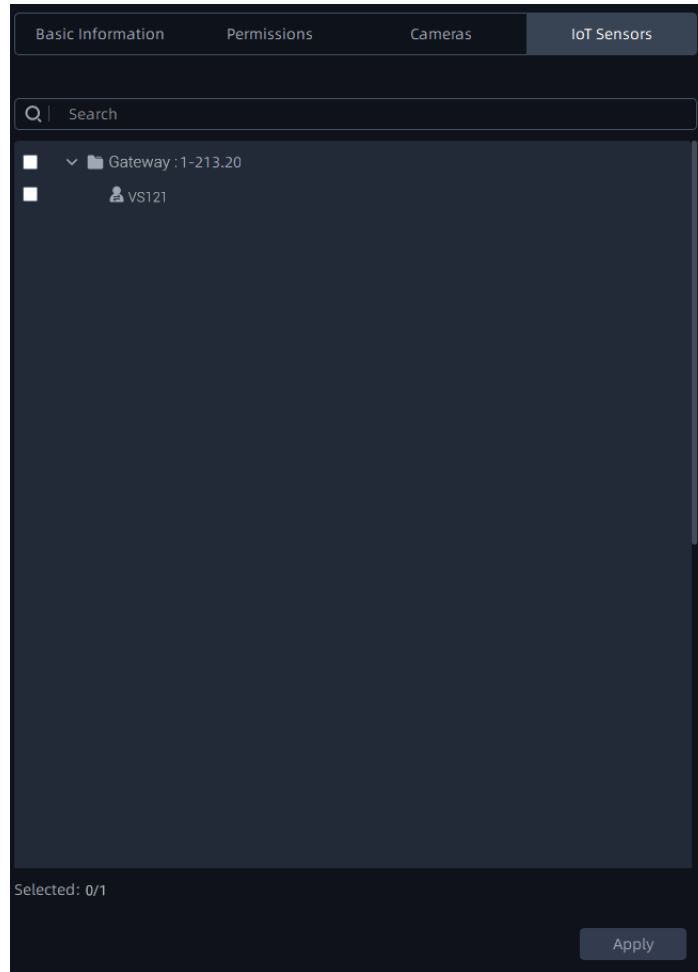 Basic Information Permissions Cameras IoT Sensors
Search
Gateway : 1-213.20
VS121
Selected: 0/1
Apply